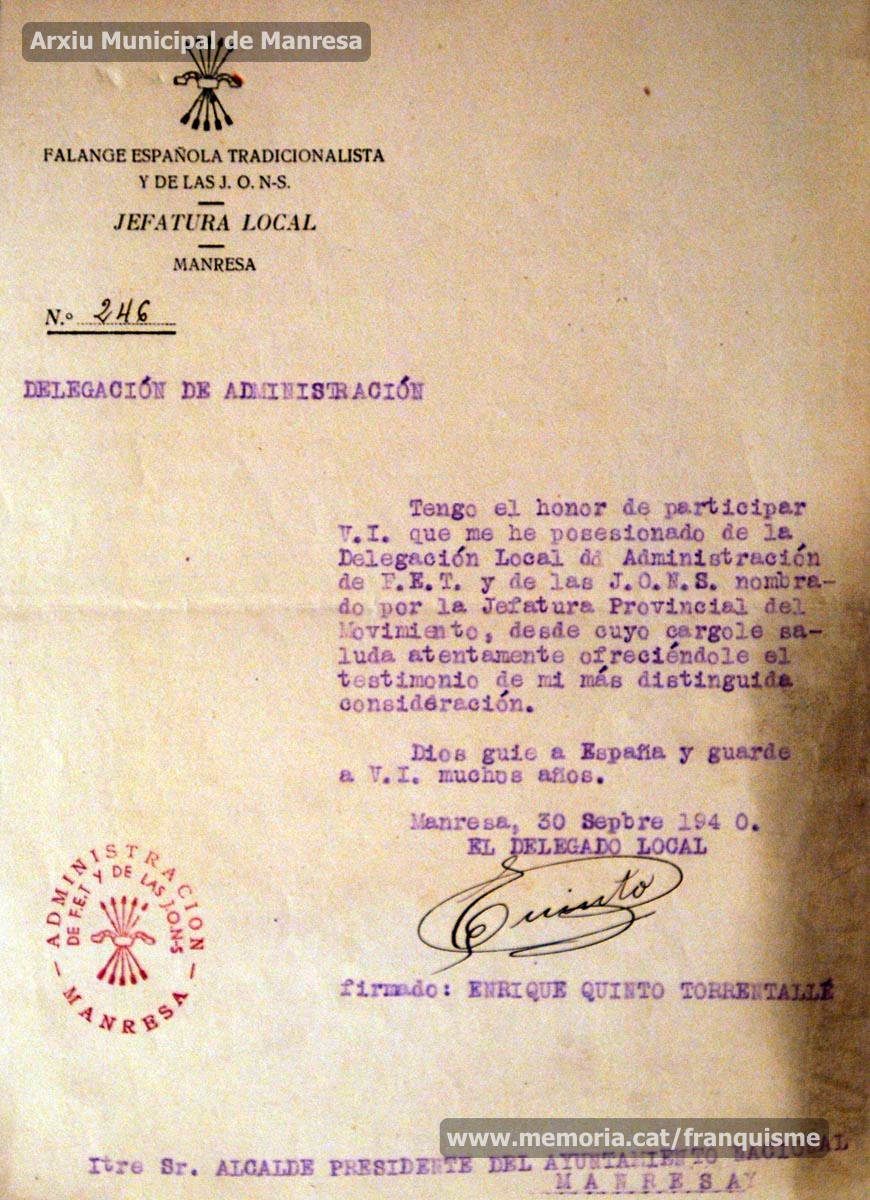 Arxiu Municipal de Manresa
FALANGE ESPAÑOLA TRADICIONALISTA
Y DE LAS J. O. N-S.
JEFATURA LOCAL
MANRESA
N.º 246
DELEGACIÓN DE ADMINISTRACIÓN
Tengo el honor de participar
V.I. que me he posesionado de la
Delegación Local dd Administración
de F.E.T. y de las J.O.N.S. nombra-
do por la Jefatura Provincial del
Movimiento, desde cuyo cargole sa-
luda atentamente ofreciéndole el
testimonio de mi más distinguida
consideración.
Dios guie a España y guarde
a V.I. muchos años.
Manresa, 30 Sepbre 194 0.
EL DELEGADO LOCAL
Quinto
firmado: ENRIQUE QUINTO TORRENTALLÉ
ADMINISTRACION
DE F.E.T Y DE LAS J.O.N-S
MANRESA
www.memoria.cat/franquisme
Itre Sr. ALCALDE PRESIDENTE DEL AYUNTAMIENTO NACIONAL
MANRESA